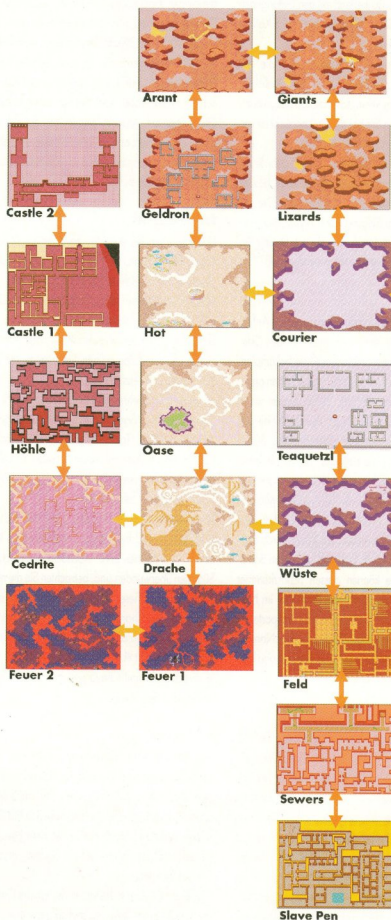 Arant
Giants
Castle 2
Geldron
Lizards
Castle 1
Hot
Courier
Höhle
Oase
Teaquetzl
Cedrite
Drache
Wüste
Feuer 2
Feuer 1
Feld
Sewers
Slave Pen